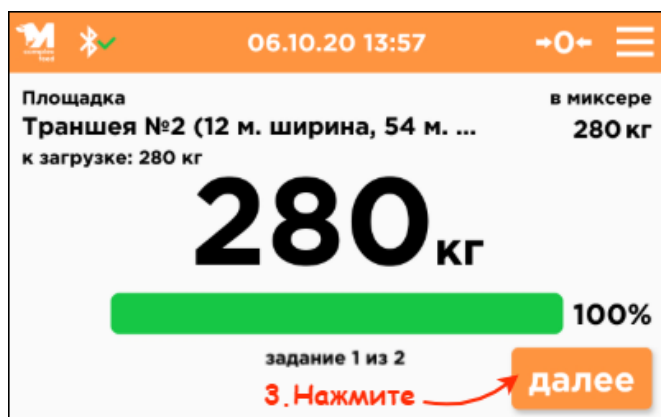 06.10.20 13:57
→0←
Площадка
в миксере
Траншея №2 (12 м. ширина, 54 м. ...
280 кг
к загрузке: 280 кг
280 кг
100%
задание 1 из 2
3. Нажмите
далее